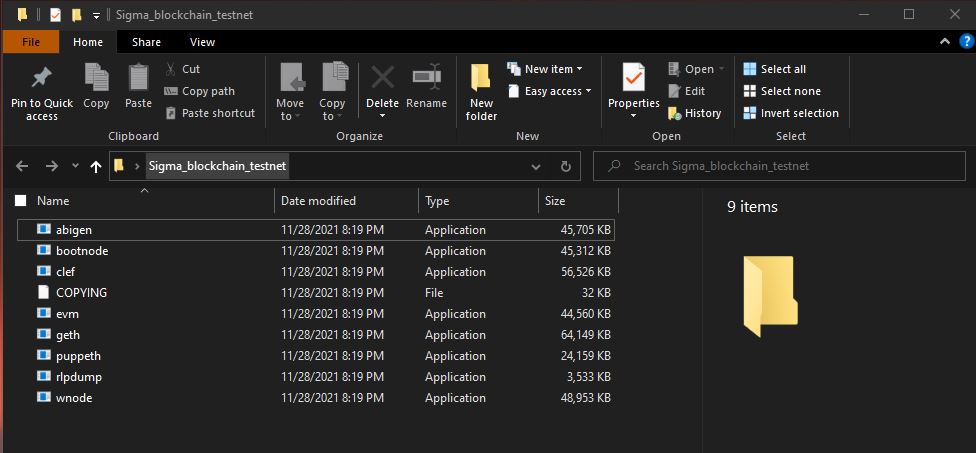 Sigma_blockchain_testnet
File Home Share View
Pin to Quick access
Copy
Paste
Cut
Copy path
Paste shortcut
Move to
Copy to
Delete
Rename
New folder
New item
Easy access
Properties
Open
Edit
History
Select all
Select none
Invert selection
Clipboard Organize New Open Select
Sigma_blockchain_testnet Search Sigma_blockchain_testnet
Name Date modified Type Size
abigen 11/28/2021 8:19 PM Application 45,705 KB
bootnode 11/28/2021 8:19 PM Application 45,312 KB
clef 11/28/2021 8:19 PM Application 56,526 KB
COPYING 11/28/2021 8:19 PM File 32 KB
evm 11/28/2021 8:19 PM Application 44,560 KB
geth 11/28/2021 8:19 PM Application 64,149 KB
puppeth 11/28/2021 8:19 PM Application 24,159 KB
rlpdump 11/28/2021 8:19 PM Application 3,533 KB
wnode 11/28/2021 8:19 PM Application 48,953 KB
9 items